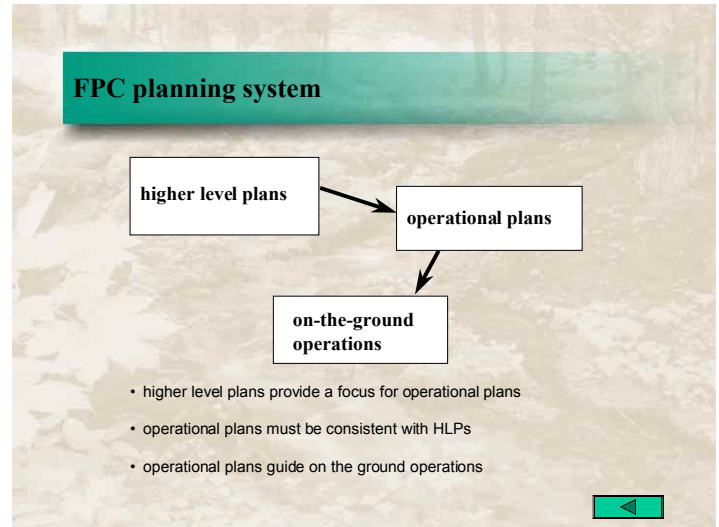 FPC planning system
higher level plans
operational plans
on-the-ground
operations
• higher level plans provide a focus for operational plans
• operational plans must be consistent with HLPs
• operational plans guide on the ground operations